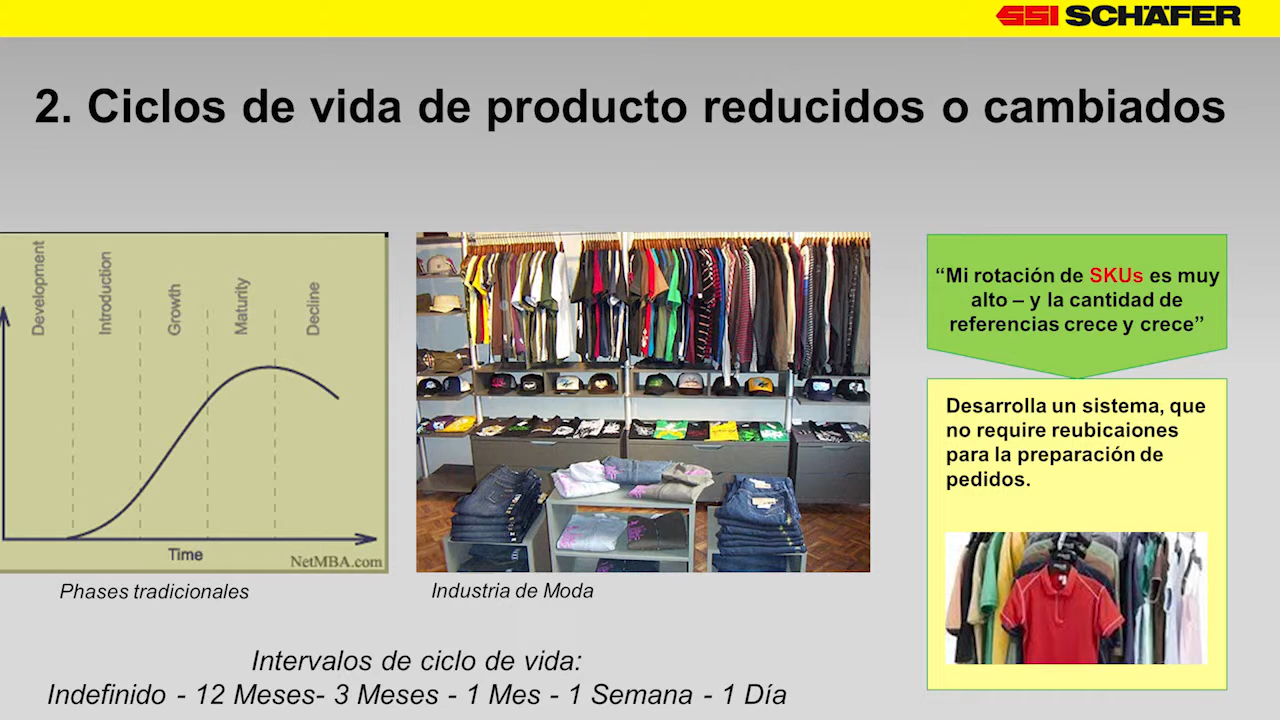 SSI SCHÄFER
2. Ciclos de vida de producto reducidos o cambiados
Development
Introduction
Growth
Maturity
Decline
Time
NetMBA.com
Phases tradicionales
Industria de Moda
“Mi rotación de SKUs es muy
alto – y la cantidad de
referencias crece y crece”
Desarrolla un sistema, que
no require reubicaiones
para la preparación de
pedidos.
Intervalos de ciclo de vida:
Indefinido - 12 Meses- 3 Meses - 1 Mes - 1 Semana - 1 Día